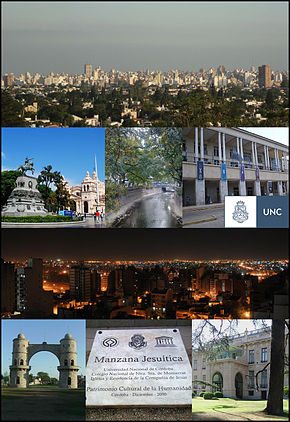 UNC
Manzana Jesuítica
Universidad Nacional de Córdoba
Colegio Nacional de Ntra. Sra. de Monserrat
Iglesia y Residencia de la Compañía de Jesús
Patrimonio Cultural de la Humanidad
Córdoba - Diciembre - 2000